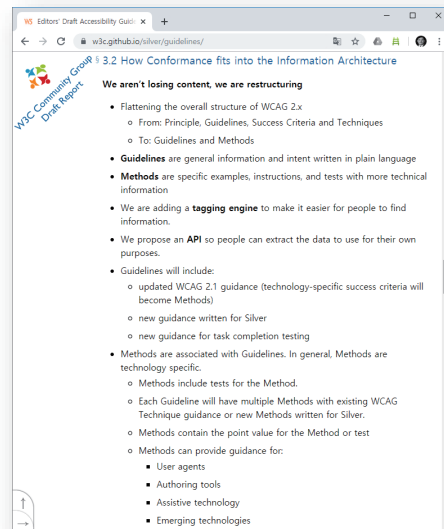 Editors' Draft Accessibility Guid
w3c.github.io/silver/guidelines/
W3C Community Group
Draft Report
§ 3.2 How Conformance fits into the Information Architecture
We aren't losing content, we are restructuring
• Flattening the overall structure of WCAG 2.x
From: Principle, Guidelines, Success Criteria and Techniques
To: Guidelines and Methods
• Guidelines are general information and intent written in plain language
• Methods are specific examples, instructions, and tests with more technical
information
• We are adding a tagging engine to make it easier for people to find
information.
• We propose an API so people can extract the data to use for their own
purposes.
• Guidelines will include:
updated WCAG 2.1 guidance (technology-specific success criteria will
become Methods)
new guidance written for Silver
new guidance for task completion testing
• Methods are associated with Guidelines. In general, Methods are
technology specific.
Methods include tests for the Method.
Each Guideline will have multiple Methods with existing WCAG
Technique guidance or new Methods written for Silver.
Methods contain the point value for the Method or test
Methods can provide guidance for:
User agents
Authoring tools
Assistive technology
Emerging technologies